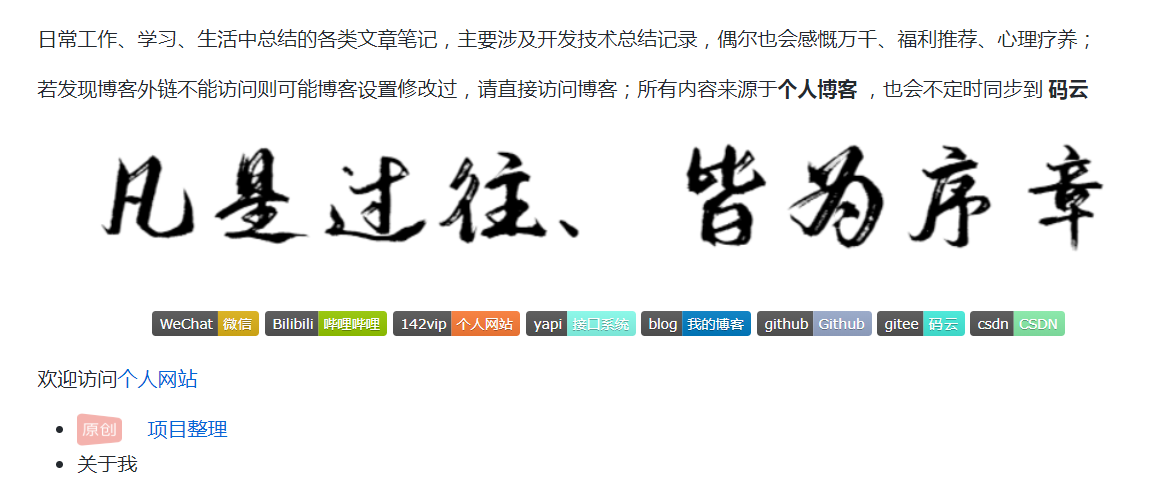 日常工作、学习、生活中总结的各类文章笔记，主要涉及开发技术总结记录，偶尔也会感慨万千、福利推荐、心理疗养；
若发现博客外链不能访问则可能博客设置修改过，请直接访问博客；所有内容来源于个人博客 ，也会不定时同步到 码云
凡是过往、 皆为序章
WeChat 微信 Bilibili 哔哩哔哩 142vip 个人网站 yapi 接口系统 blog 我的博客 github Github gitee 码云 csdn CSDN
欢迎访问个人网站
原创 项目整理
关于我